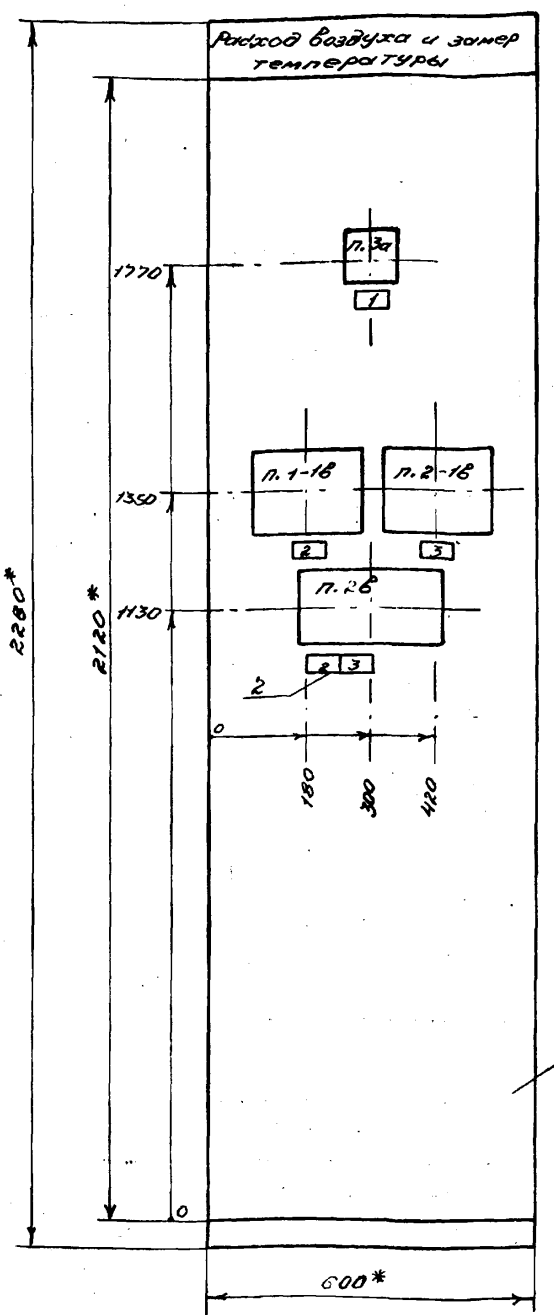 Расход воздуха и замер
температуры
п. 3а
1770
1
п. 1-1в
п. 2-1в
1350
2
3
п. 2в
1130
2
3
2
0
180
300
420
2280*
2120*
0
600*